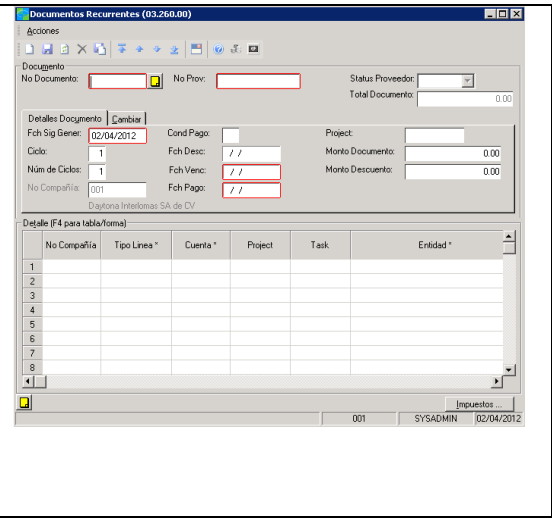 Documentos Recurrentes (03.260.00)
Acciones
Documento
No Documento: No Prov: Status Proveedor:
Total Documento: 0.00
Detalles Documento Cambiar
Fch Sig Gener: 02/04/2012 Cond Pago: Project:
Ciclo: 1 Fch Desc: / / Monto Documento: 0.00
Núm de Ciclos: 1 Fch Venc: / / Monto Descuento: 0.00
No Compañía: 001 Fch Pago: / /
Daytona Interlomas SA de CV
Detalle (F4 para tabla/forma)
No Compañía Tipo Linea * Cuenta * Project Task Entidad *
1
2
3
4
5
6
7
8
Impuestos ...
001 SYSADMIN 02/04/2012